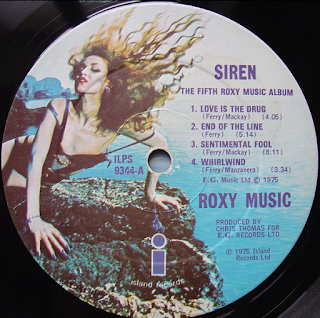 SIREN
THE FIFTH ROXY MUSIC ALBUM
1. LOVE IS THE DRUG
(Ferry/Mackay) (4.05)
2. END OF THE LINE
(Ferry) (5.14)
3. SENTIMENTAL FOOL
(Ferry/Mackay) (6.11)
4. WHIRLWIND
(Ferry/Manzanera) (3.34)
E.G. Music Ltd ℗ 1975
ILPS
9344-A
ROXY MUSIC
PRODUCED BY
CHRIS THOMAS FOR
E.G. RECORDS LTD
℗ 1975 Island
Records Ltd
i
island records